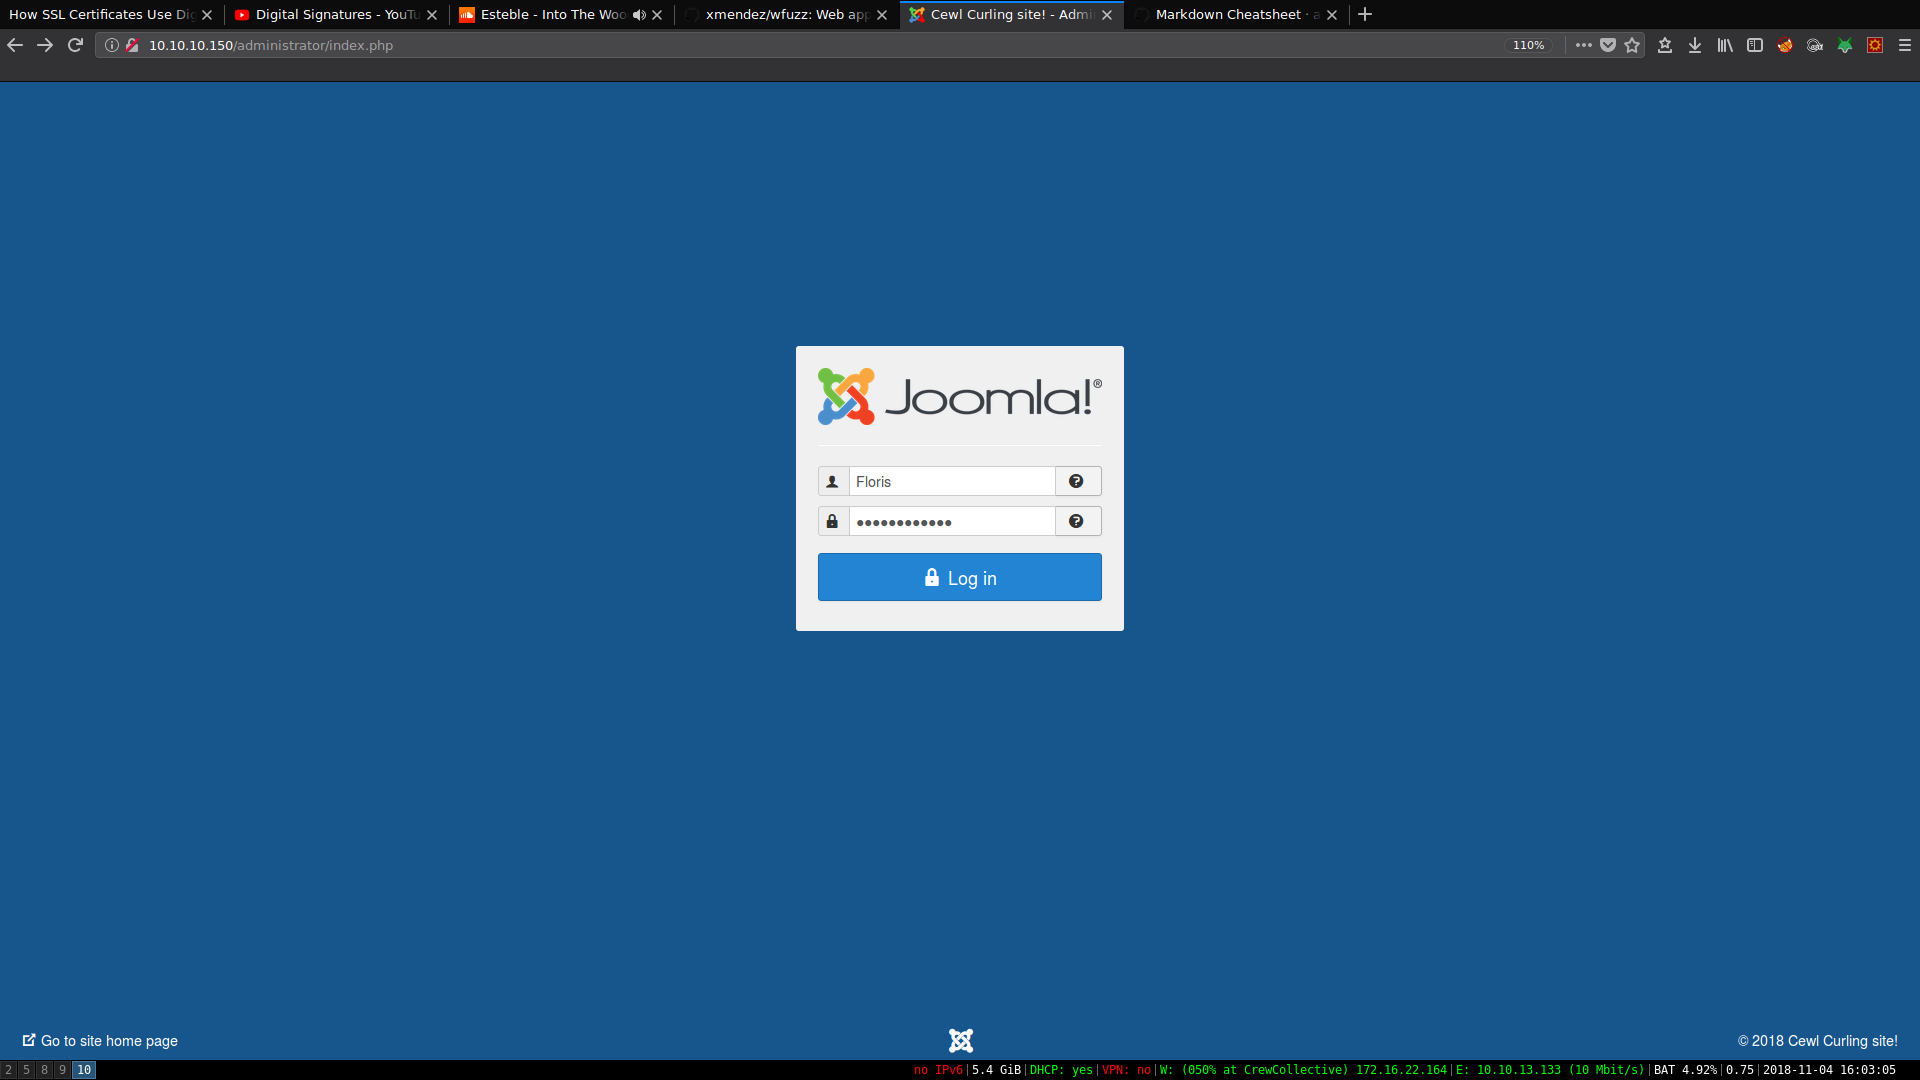 How SSL Certificates Use Dig
Digital Signatures - YouTu
Esteble - Into The Woo
xmendez/wfuzz: Web app
Cewl Curling site! - Admi
Markdown Cheatsheet · a
10.10.10.150/administrator/index.php
110%
Joomla!®
Floris
Log in
Go to site home page
© 2018 Cewl Curling site!
2 5 8 9 10
no IPv6|5.4 GiB|DHCP: yes|VPN: no|W: (050% at CrewCollective) 172.16.22.164|E: 10.10.13.133 (10 Mbit/s)|BAT 4.92%|0.75|2018-11-04 16:03:05